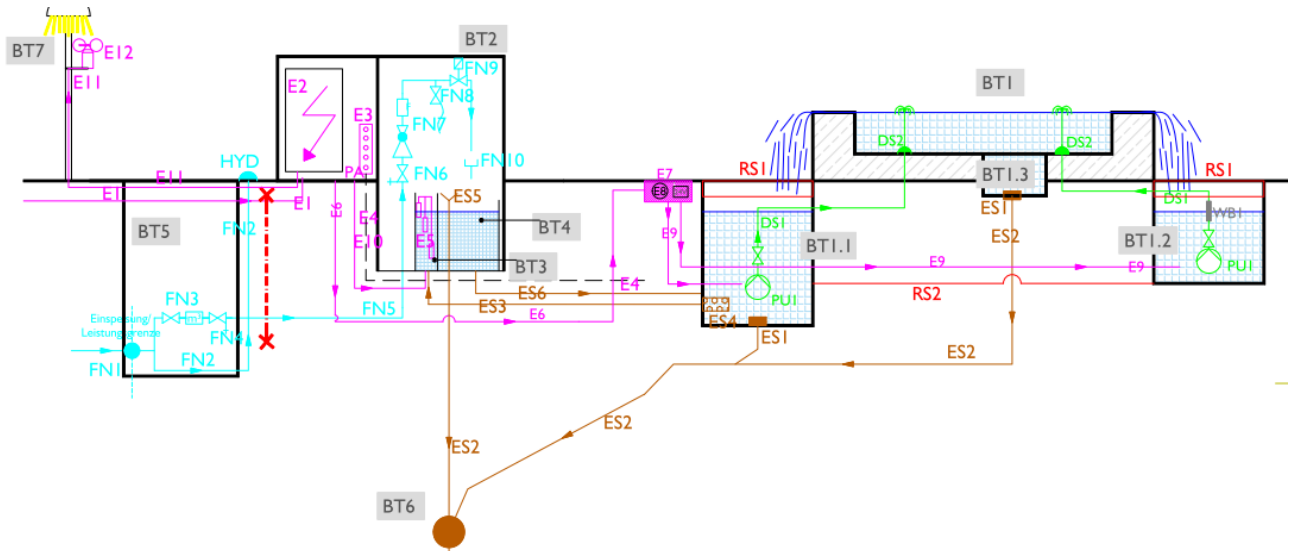 BT7
E12
E11
BT2
FN9
E2
FN8
E3
FN7
BT1
DS2
DS2
HYD
PA
FN6
FN10
E7
E8
RS1
BT1.3
RS1
E11
E1
E1
E6
ES5
ES1
DS1
DS1
WB1
FN2
E4
BT4
ES2
BT5
E10
E5
E9
BT1.1
BT1.2
BT3
E9
E9
PU1
FN3
E4
RS2
Einspeisung/
Leistungsgrenze
m³
FN5
ES6
ES3
PU1
FN4
E6
ES4
ES1
FN1
FN2
ES2
ES2
ES2
BT6